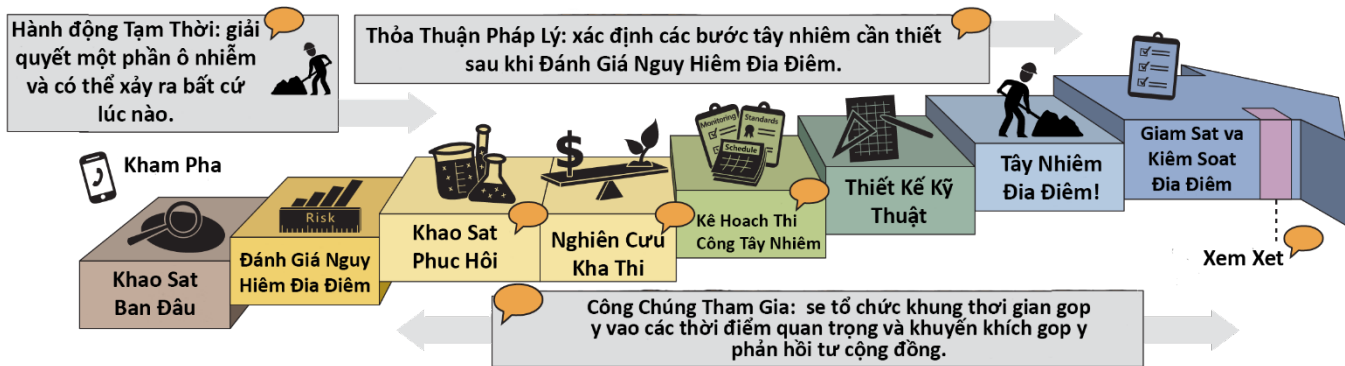 Hành động Tạm Thời: giải
quyết một phần ô nhiễm
và có thể xảy ra bất cứ
lúc nào.
Thỏa Thuận Pháp Lý: xác định các bước tây nhiêm cần thiết
sau khi Đánh Giá Nguy Hiêm Đia Điêm.
Kham Pha
Khao Sat
Ban Đâu
Risk
Đánh Giá Nguy
Hiêm Đia Điêm
Khao Sat
Phuc Hôi
$
Nghiên Cưu
Kha Thi
Monitoring
Standards
Schedule
Kê Hoach Thi
Công Tây Nhiêm
Thiết Kế Kỹ
Thuật
Tây Nhiêm
Đia Điêm!
Giam Sat va
Kiêm Soat
Đia Điêm
Xem Xet
Công Chúng Tham Gia: se tổ chức khung thơi gian gop
y vao các thời điểm quan trọng và khuyến khích gop y
phản hồi tư cộng đồng.